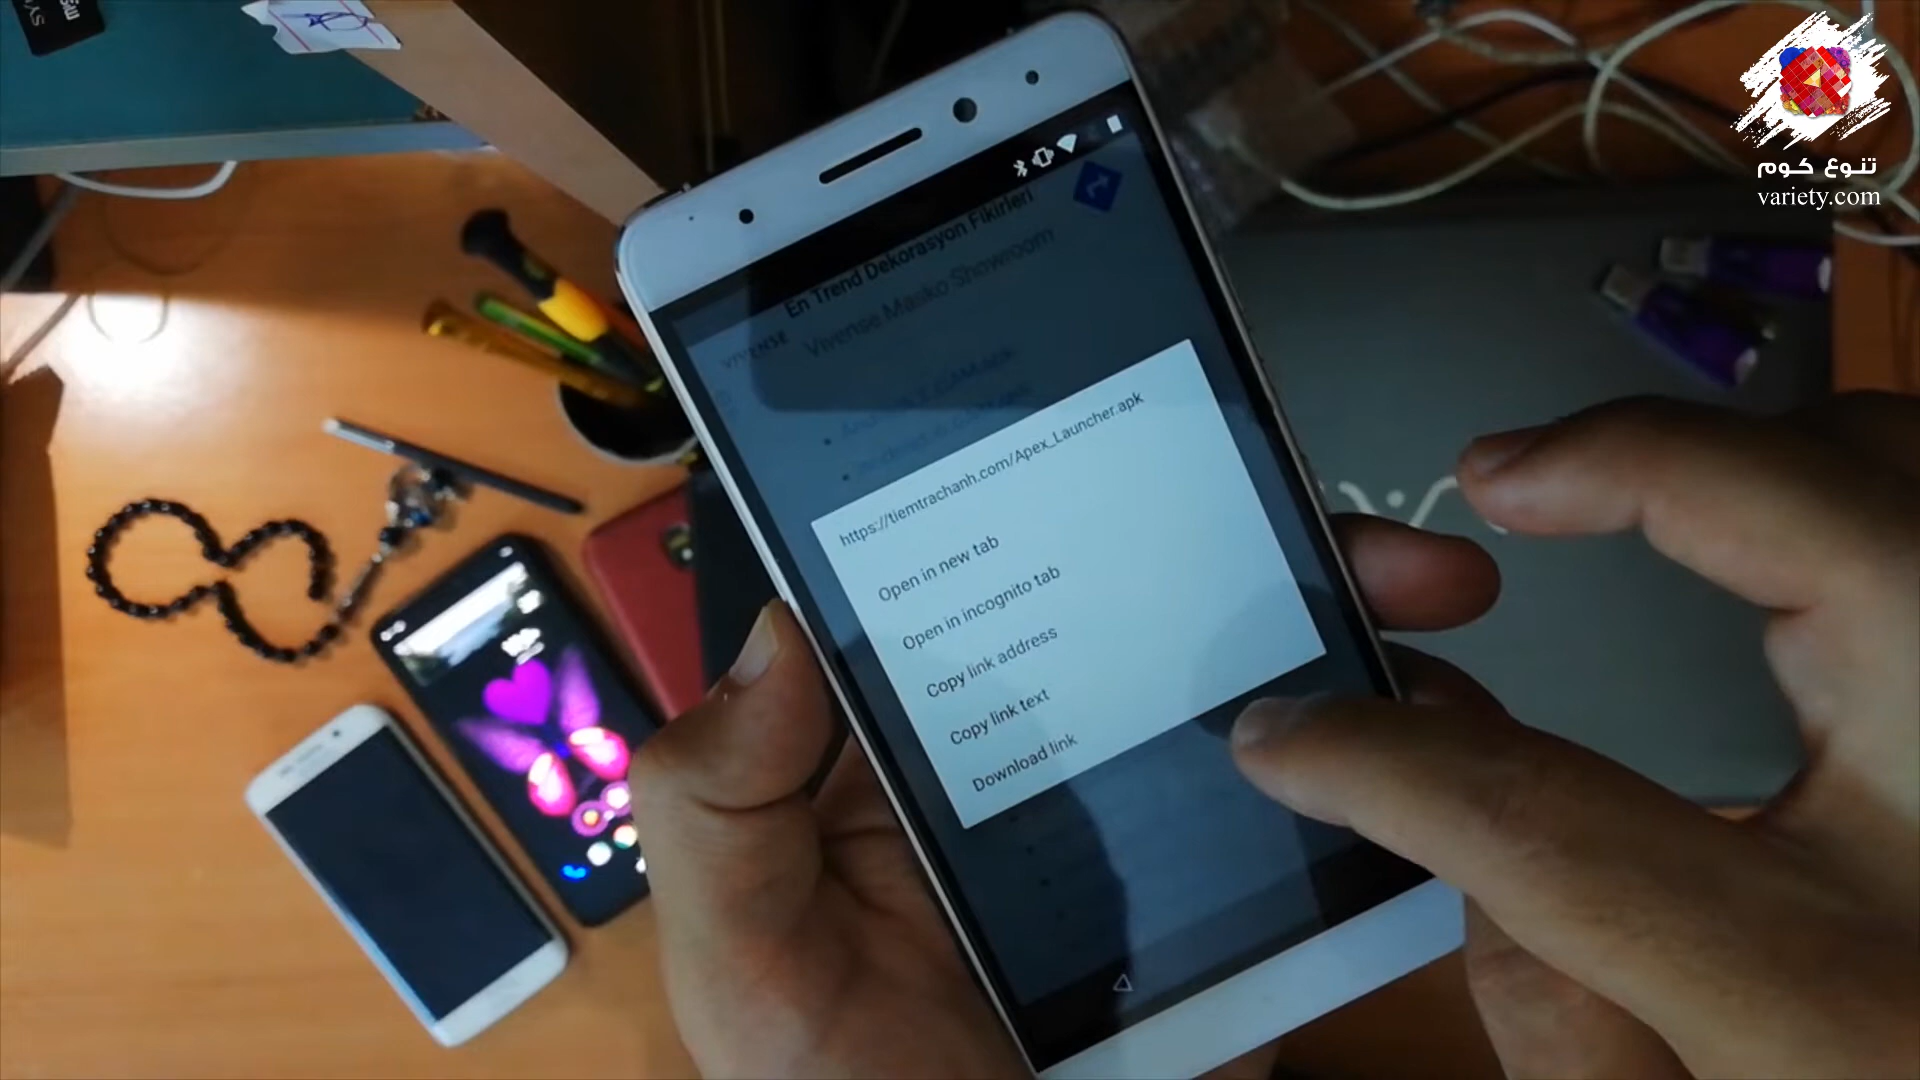 تنوع كوم
variety.com
En Trend Dekorasyon Fikirleri
Vivense Masko Showroom
VIVENSE
https://tiemtrachanh.com/Apex_Launcher.apk
Open in new tab
Open in incognito tab
Copy link address
Copy link text
Download link